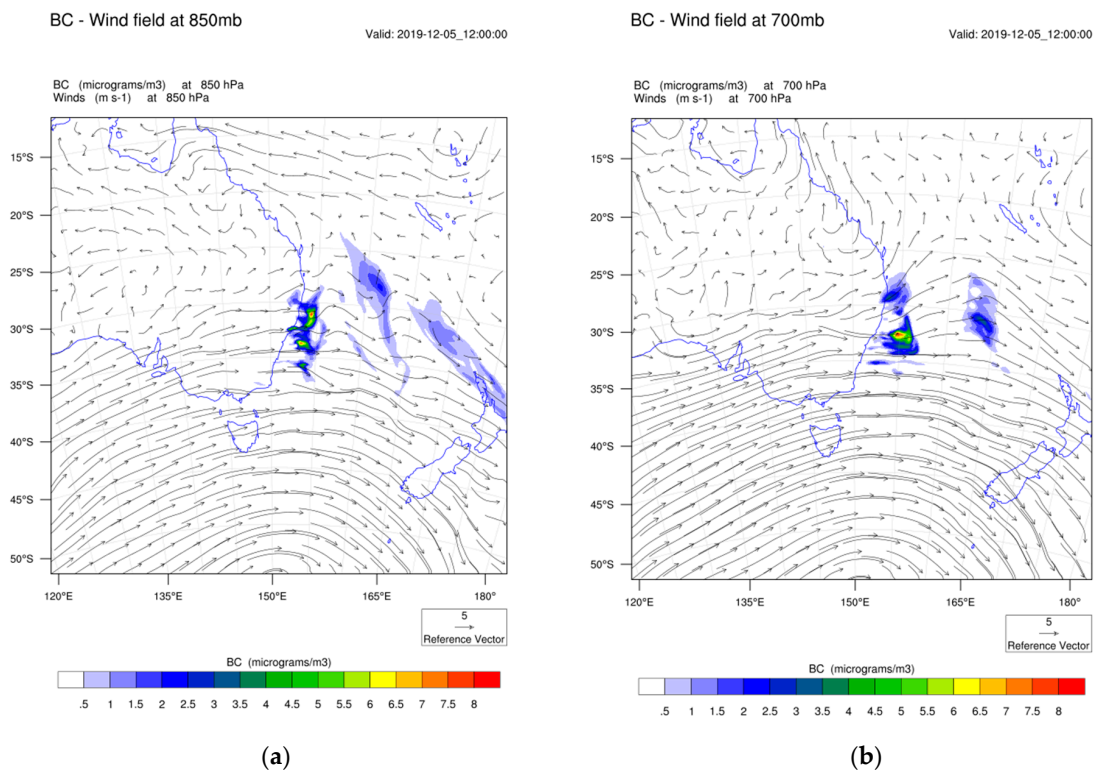 BC - Wind field at 850mb
Valid: 2019-12-05_12:00:00
BC (micrograms/m3) at 850 hPa
Winds (m s-1) at 850 hPa
15°S
20°S
25°S
30°S
35°S
40°S
45°S
50°S
120°E 135°E 150°E 165°E 180°
5
Reference Vector
BC (micrograms/m3)
.5 1 1.5 2 2.5 3 3.5 4 4.5 5 5.5 6 6.5 7 7.5 8
(a)
BC - Wind field at 700mb
Valid: 2019-12-05_12:00:00
BC (micrograms/m3) at 700 hPa
Winds (m s-1) at 700 hPa
15°S
20°S
25°S
30°S
35°S
40°S
45°S
50°S
120°E 135°E 150°E 165°E 180°
5
Reference Vector
BC (micrograms/m3)
.5 1 1.5 2 2.5 3 3.5 4 4.5 5 5.5 6 6.5 7 7.5 8
(b)